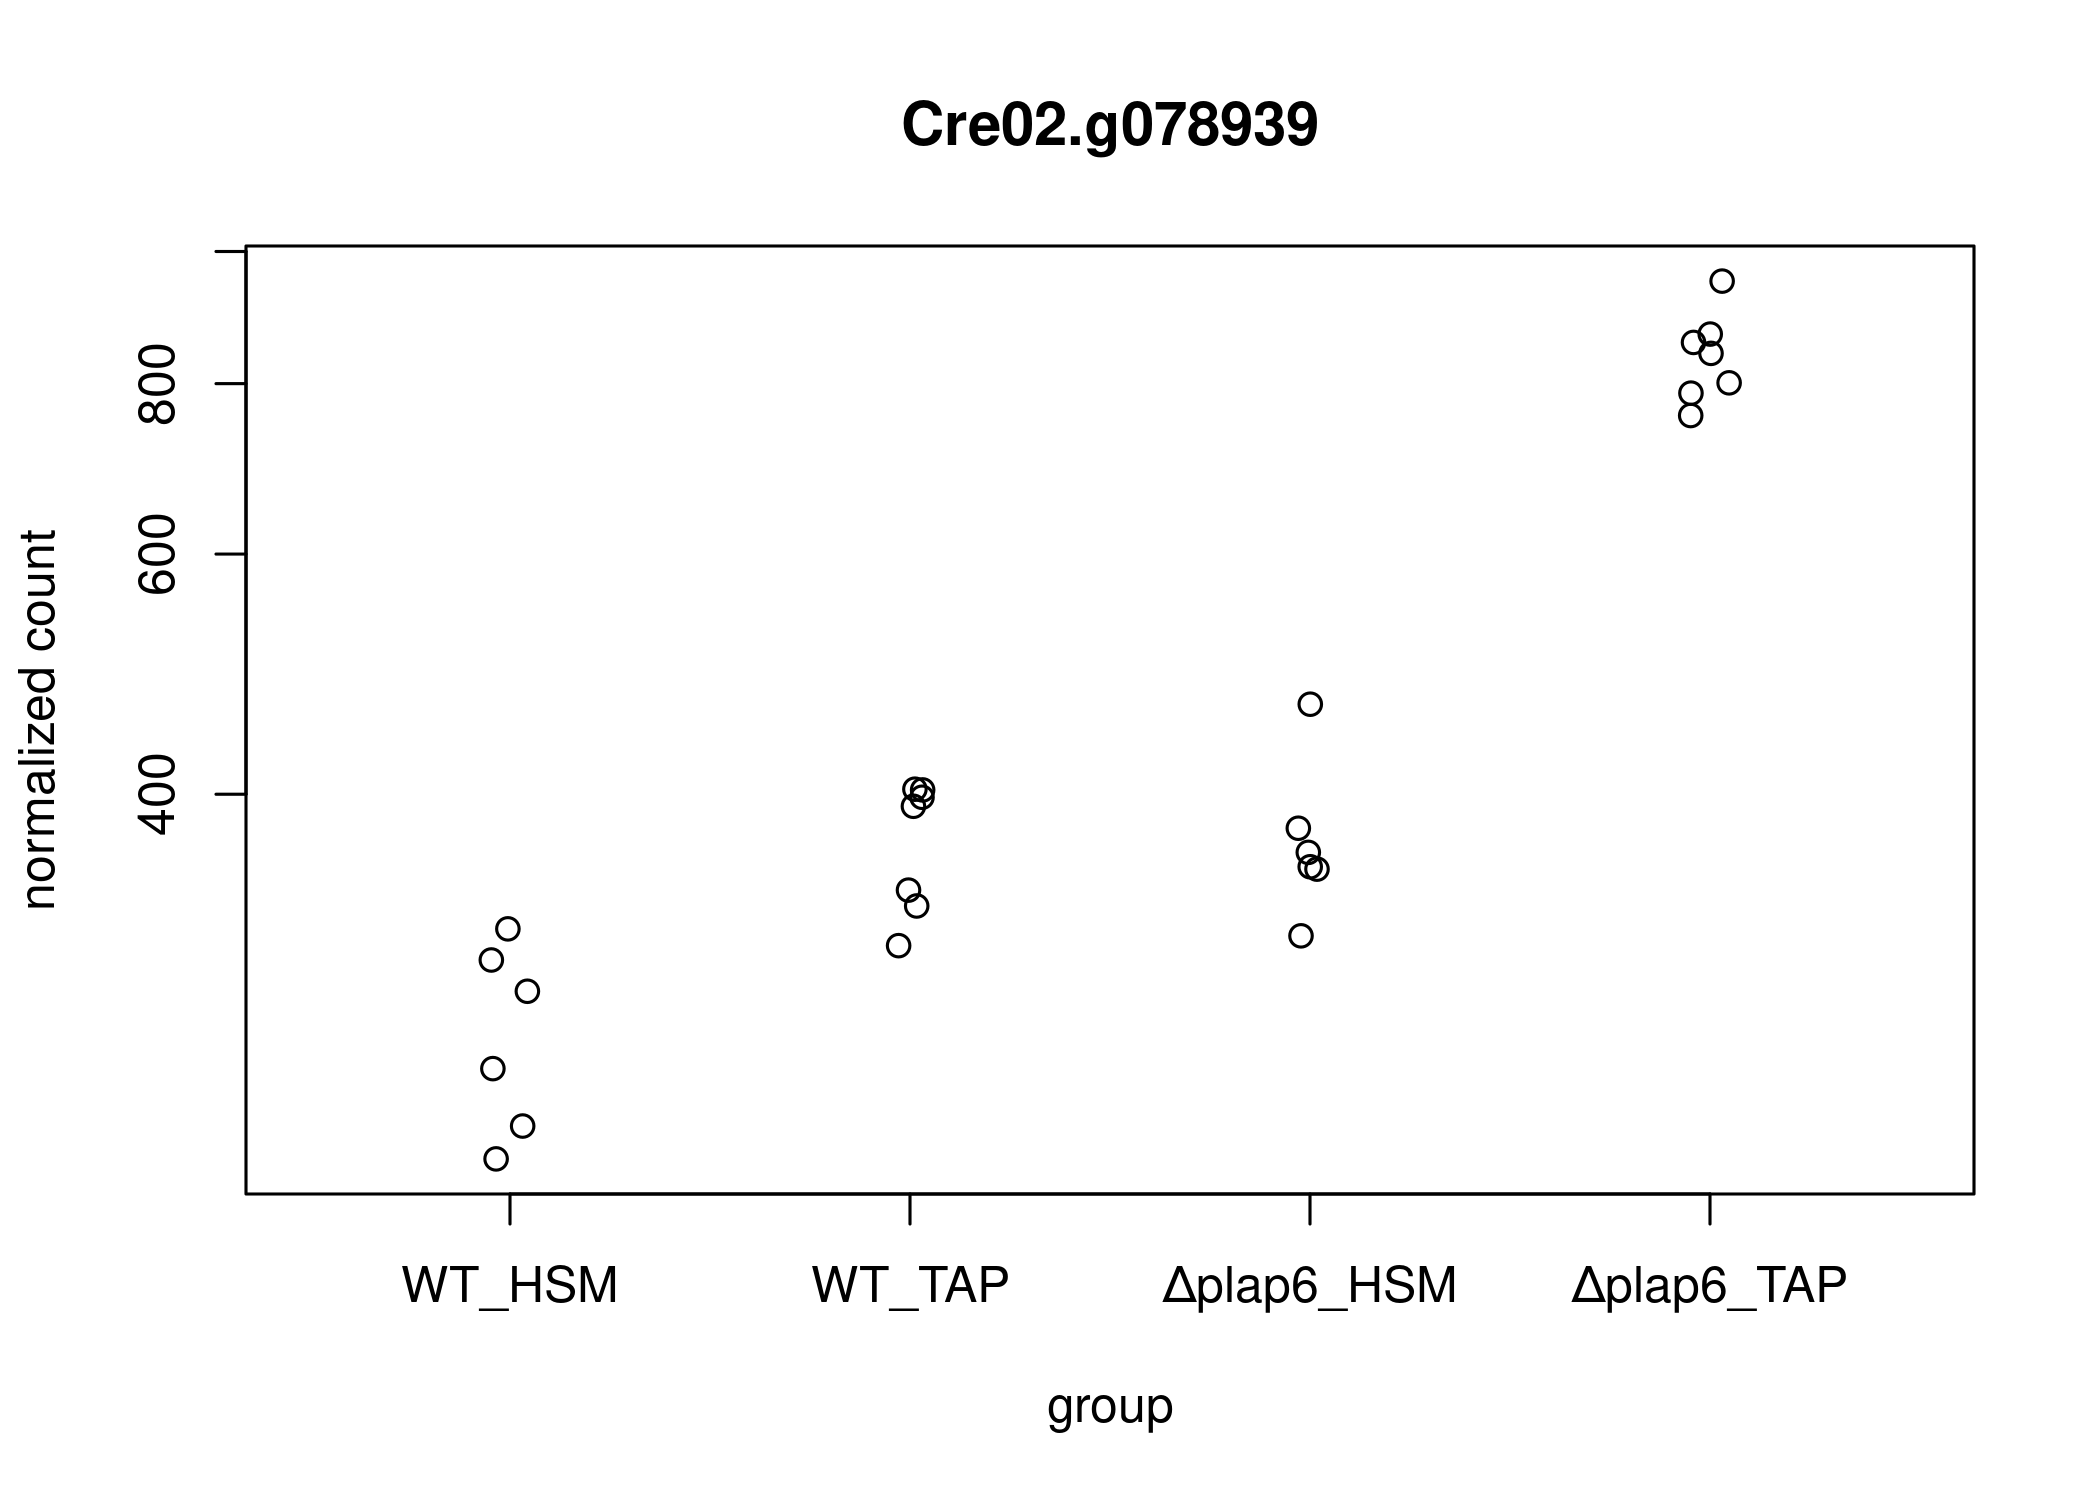 Cre02.g078939
normalized count
800
600
400
WT_HSM
WT_TAP
Δplap6_HSM
Δplap6_TAP
group